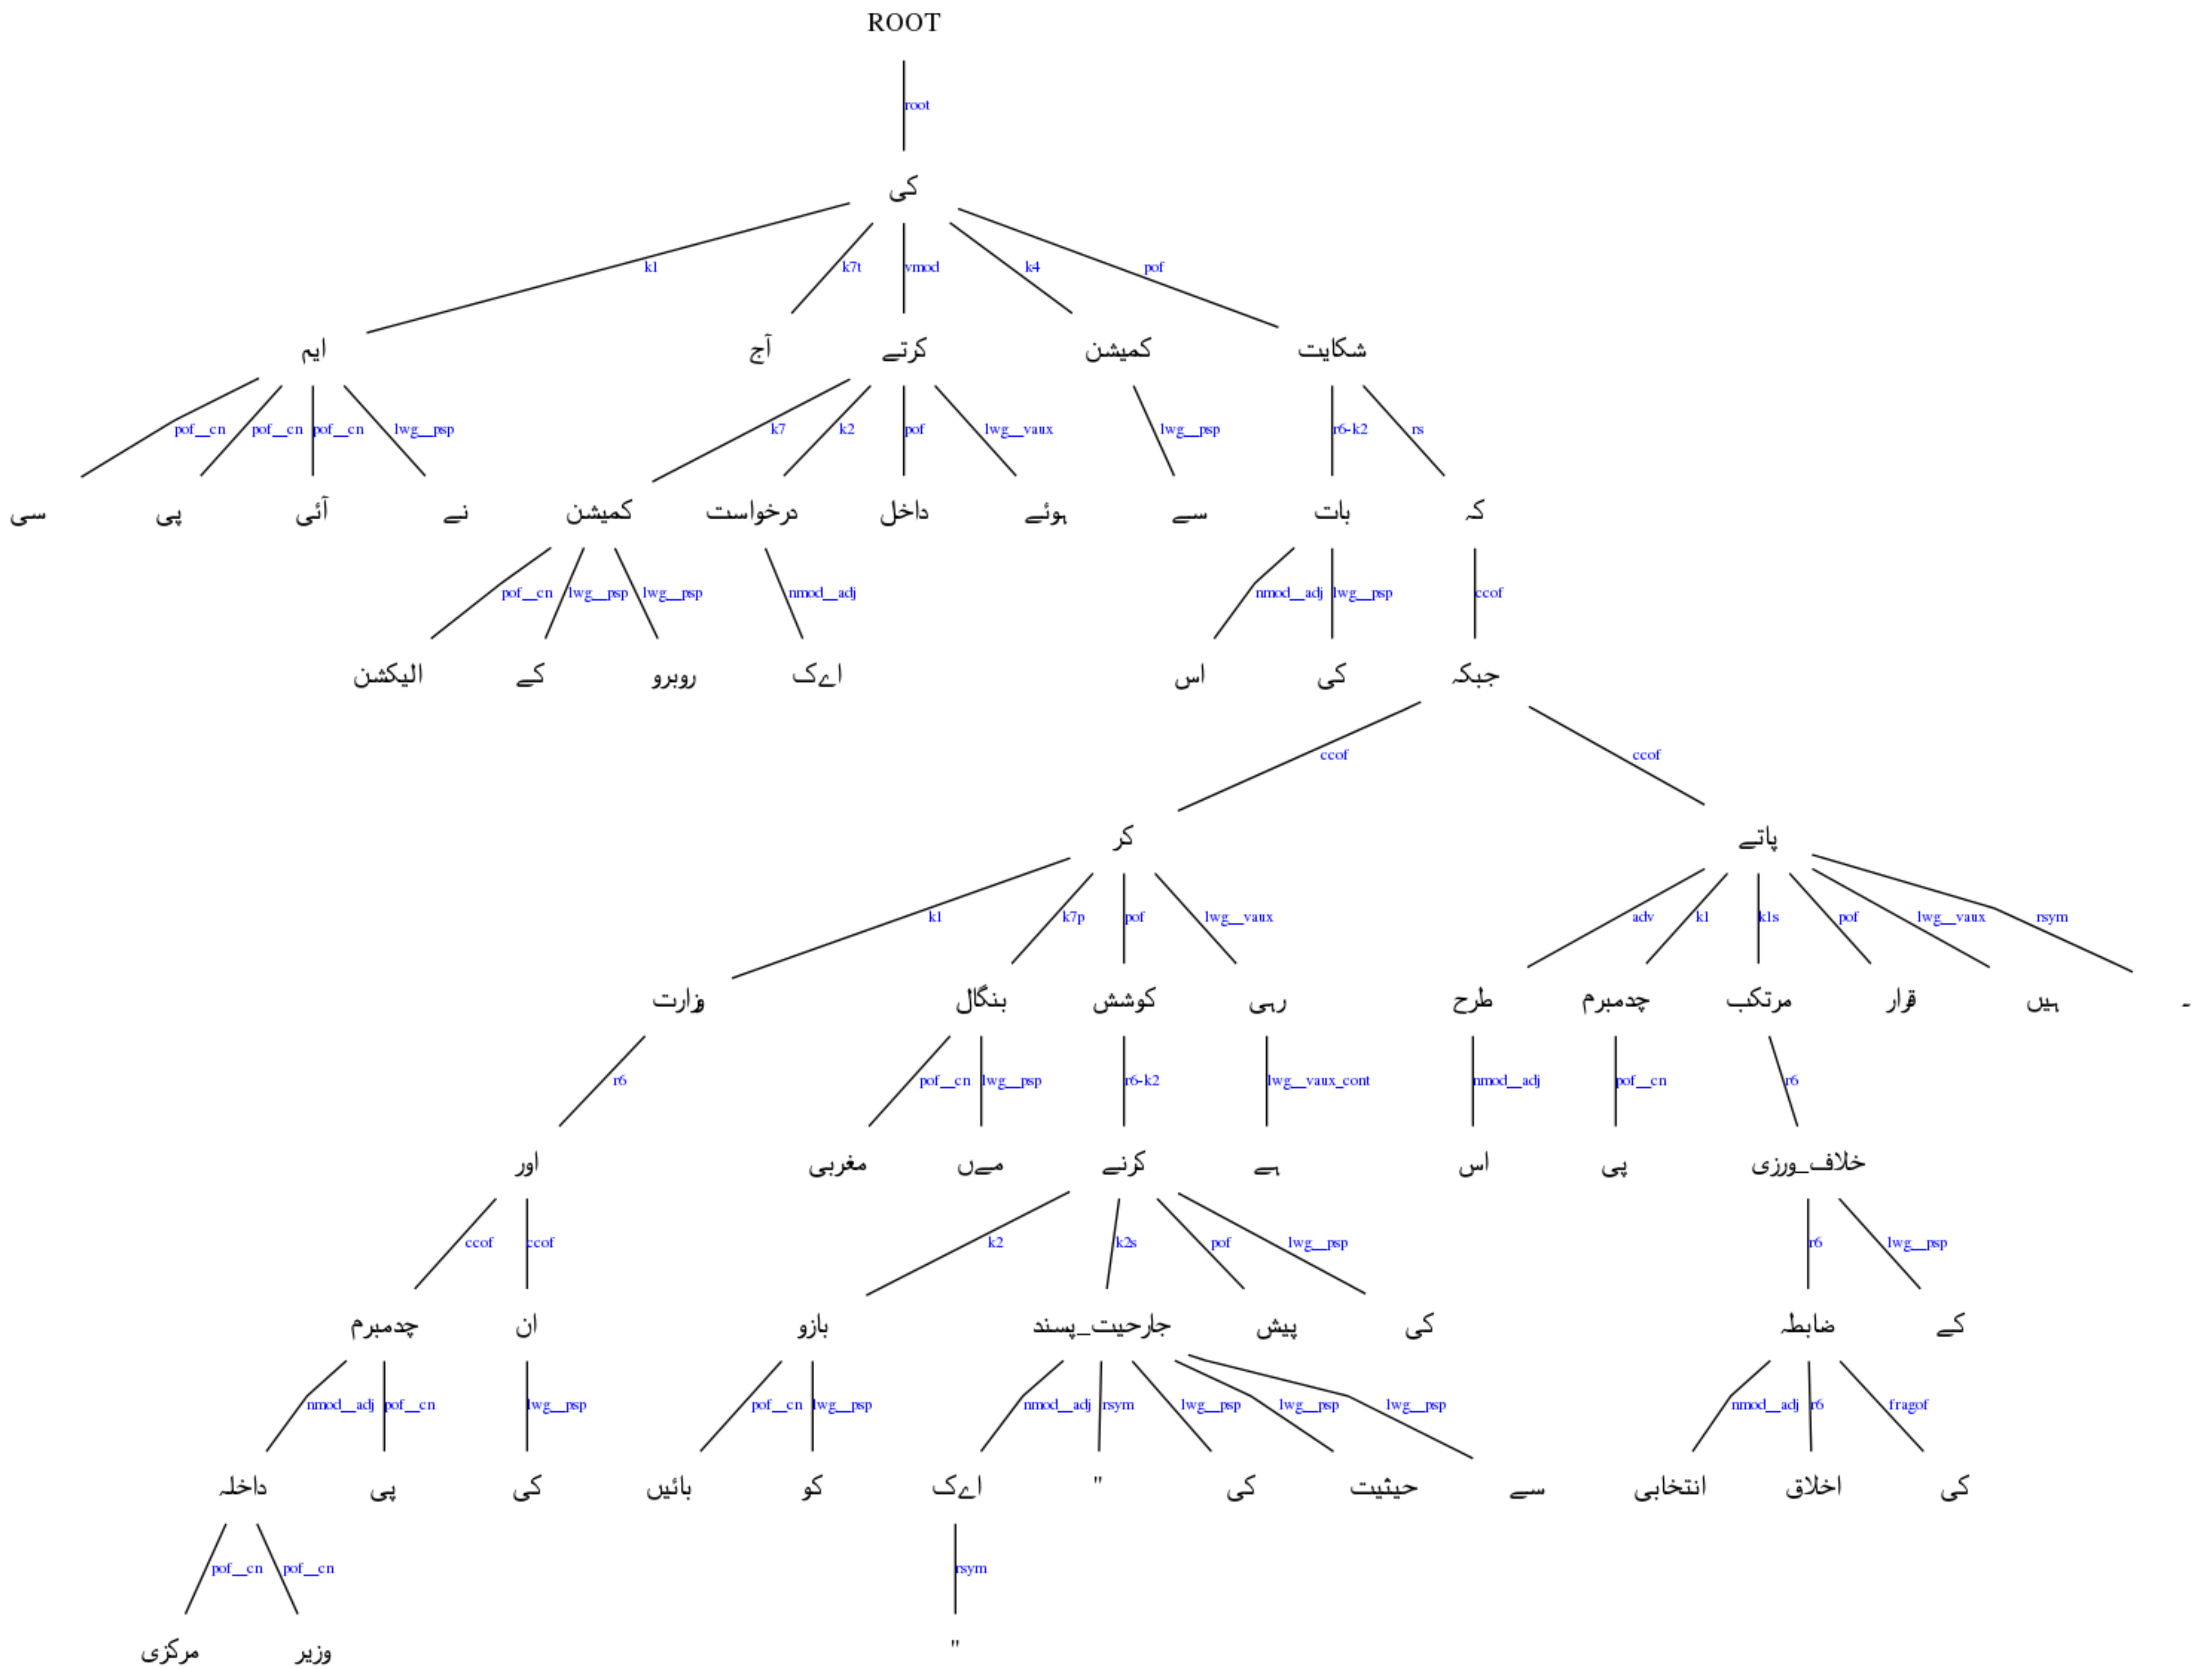 ROOT
root
کی
k1 k7t vmod k4 pof
ایم آج کرتے کمیشن شکایت
pof__cn pof__cn pof__cn lwg__psp k7 k2 pof lwg__vaux lwg__psp r6-k2 rs
سی پی آئی نے کمیشن درخواست داخل ہوئے سے بات کہ
pof__cn lwg__psp lwg__psp nmod__adj nmod__adj lwg__psp ccof
الیکشن کے روبرو اےک اس کی جبکہ
ccof ccof
کر پاتے
k1 k7p pof lwg__vaux adv k1 k1s pof lwg__vaux rsym
وزارت بنگال کوشش رہی طرح چدمبرم مرتکب قرار ہیں ۔
r6 pof__cn lwg__psp r6-k2 lwg__vaux_cont nmod__adj pof__cn r6
اور مغربی مےں کرنے ہے اس پی خلاف_ورزی
ccof ccof k2 k2s pof lwg__psp r6 lwg__psp
چدمبرم ان بازو جارحیت_پسند پیش کی ضابطہ کے
nmod__adj pof__cn lwg__psp pof__cn lwg__psp nmod__adj rsym lwg__psp lwg__psp lwg__psp nmod__adj r6 fragof
داخلہ پی کی بائیں کو اےک " کی حیثیت سے انتخابی اخلاق کی
pof__cn pof__cn rsym
مرکزی وزیر "